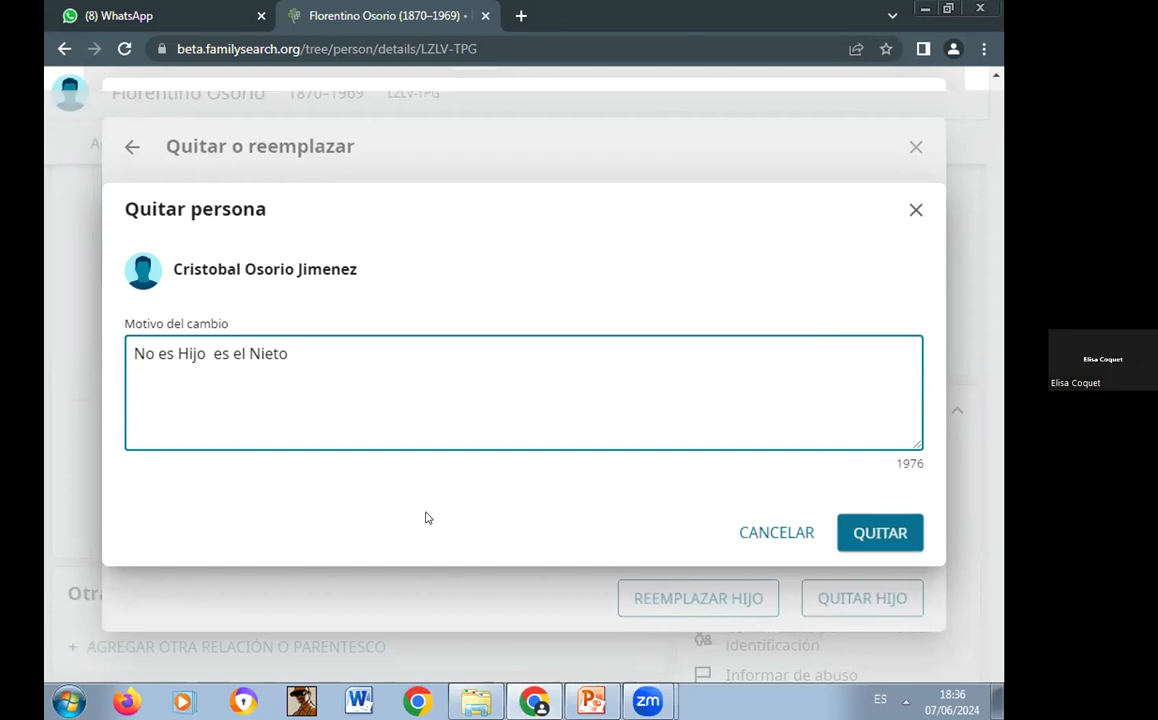 (8) WhatsApp
Florentino Osorio (1870–1969) •
beta.familysearch.org/tree/person/details/LZLV-TPG
Florentino Osorio 1870–1969 LZLV-TPG
Quitar o reemplazar
Quitar persona
Cristobal Osorio Jimenez
Motivo del cambio
No es Hijo  es el Nieto
1976
CANCELAR QUITAR
REEMPLAZAR HIJO QUITAR HIJO
+ AGREGAR OTRA RELACIÓN O PARENTESCO
identificación
Informar de abuso
Elisa Coquet
Elisa Coquet
W
P
zm
ES
18:36
07/06/2024